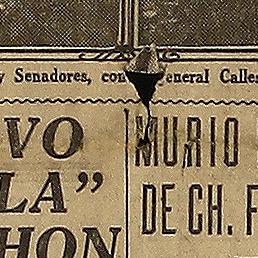 y Senadores, con General Calles
VO
LA”
HON
MURIO
DE CH. F